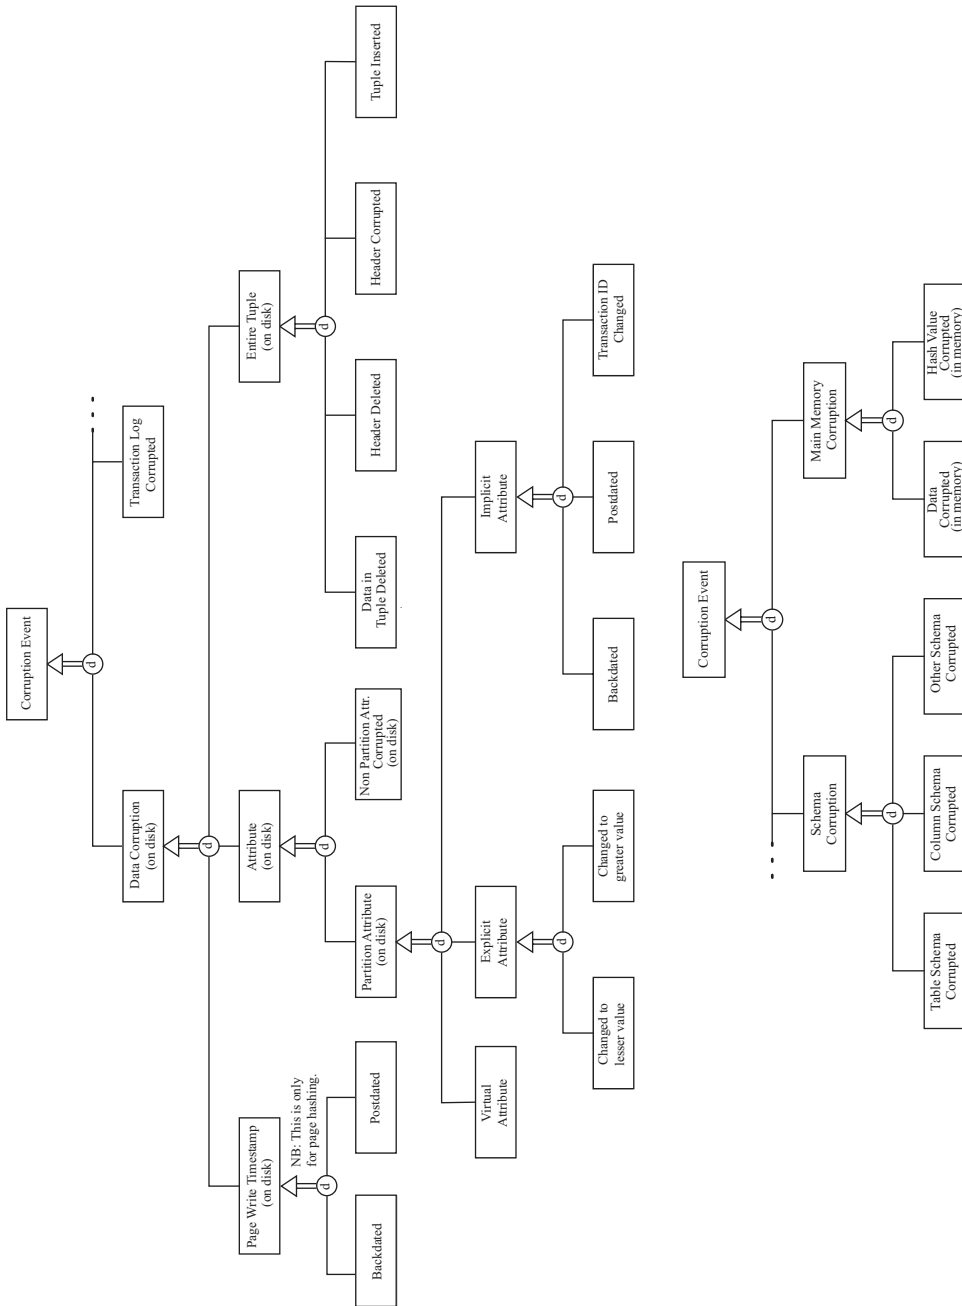 Corruption Event
d
Data Corruption
(on disk)
Transaction Log
Corrupted
d
Page Write Timestamp
(on disk)
Attribute
(on disk)
Entire Tuple
(on disk)
NB: This is only
for page hashing.
d
d
d
Backdated
Postdated
Partition Attribute
(on disk)
Non Partition Attr.
Corrupted
(on disk)
Data in
Tuple Deleted
Header Deleted
Header Corrupted
Tuple Inserted
d
Virtual
Attribute
Explicit
Attribute
Implicit
Attribute
d
d
Changed to
lesser value
Changed to
greater value
Backdated
Postdated
Transaction ID
Changed
Corruption Event
d
Schema
Corruption
Main Memory
Corruption
d
d
Table Schema
Corrupted
Column Schema
Corrupted
Other Schema
Corrupted
Data
Corrupted
(in memory)
Hash Value
Corrupted
(in memory)